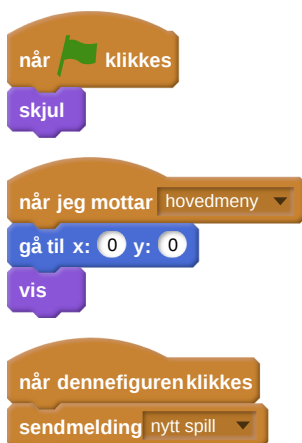 når klikkes
skjul
når jeg mottar hovedmeny
gå til x: 0 y: 0
vis
når denne figuren klikkes
send melding nytt spill